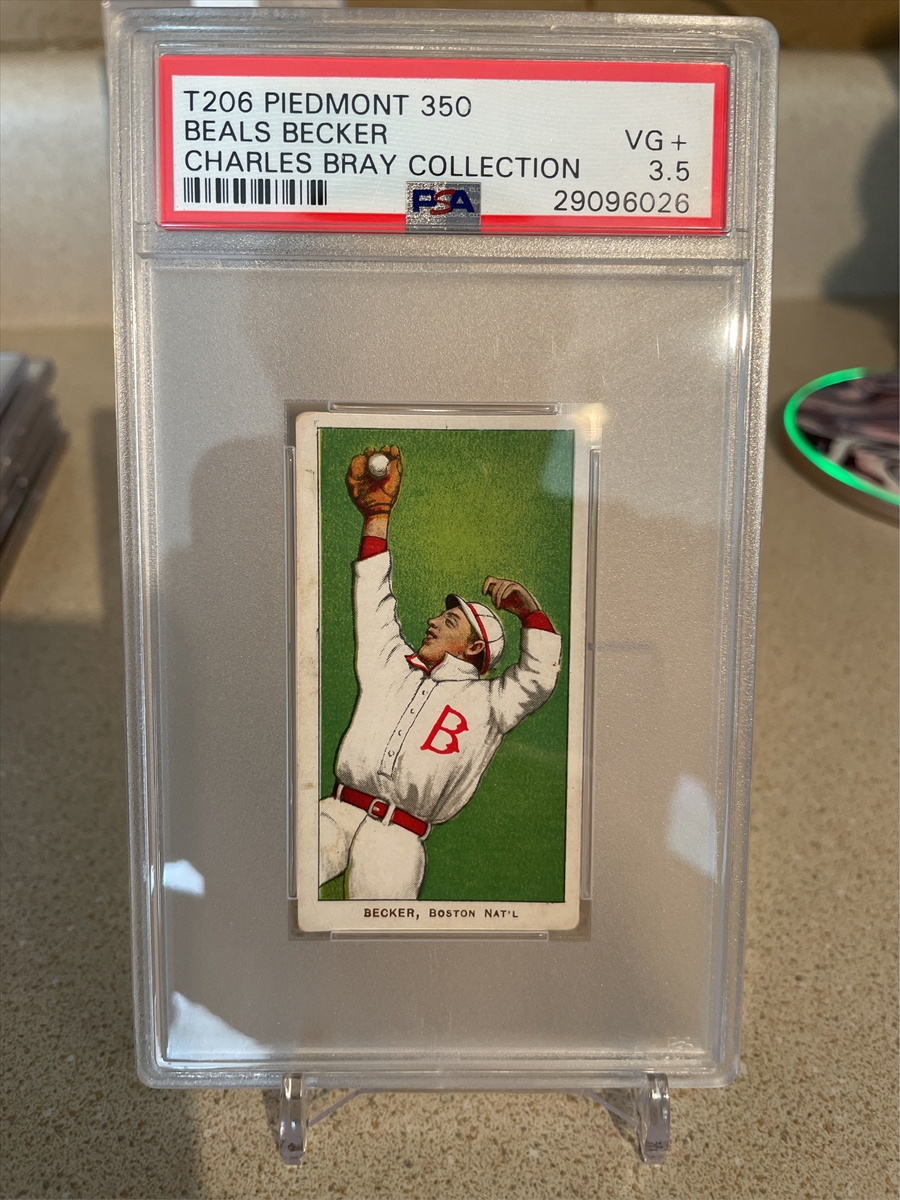 T206 PIEDMONT 350
BEALS BECKER VG+
CHARLES BRAY COLLECTION 3.5
PSA 29096026
B
BECKER, BOSTON NAT'L